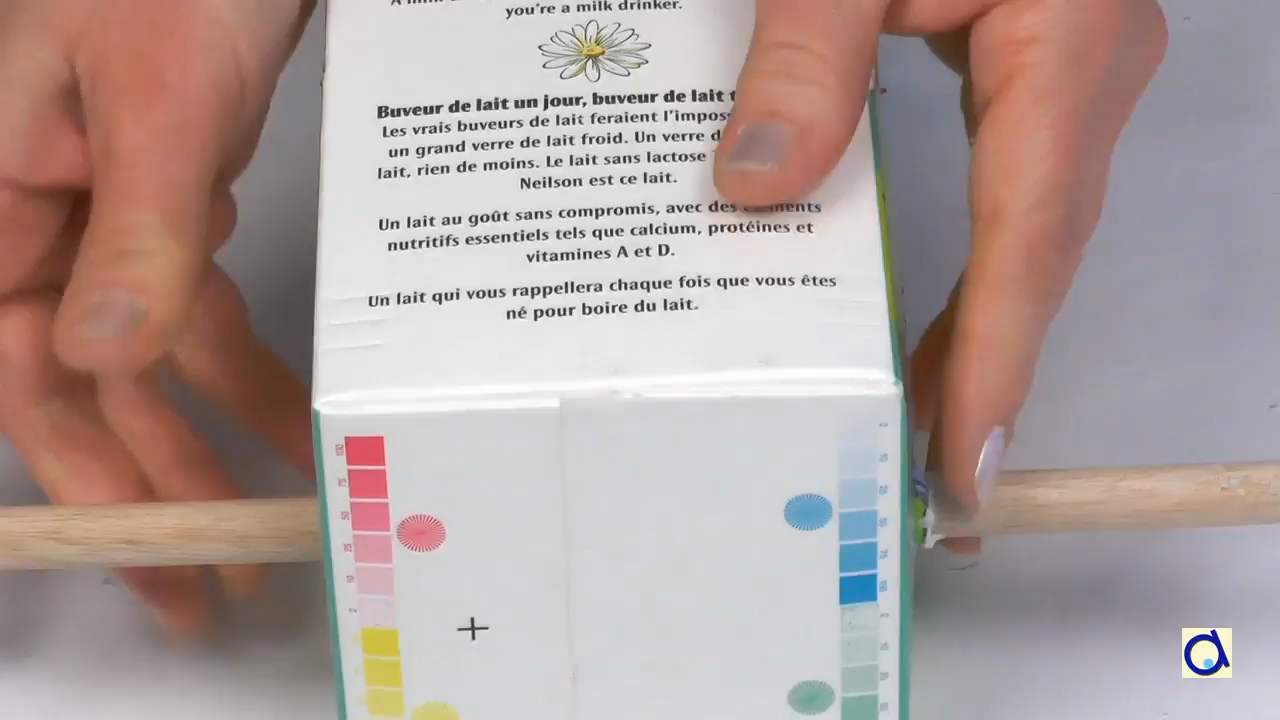 you're a milk drinker.
Buveur de lait un jour, buveur de lait
Les vrais buveurs de lait feraient l'impos
un grand verre de lait froid. Un verre d
lait, rien de moins. Le lait sans lactose
Neilson est ce lait.
Un lait au goût sans compromis, avec des
nutritifs essentiels tels que calcium, protéines et
vitamines A et D.
Un lait qui vous rappellera chaque fois que vous êtes
né pour boire du lait.